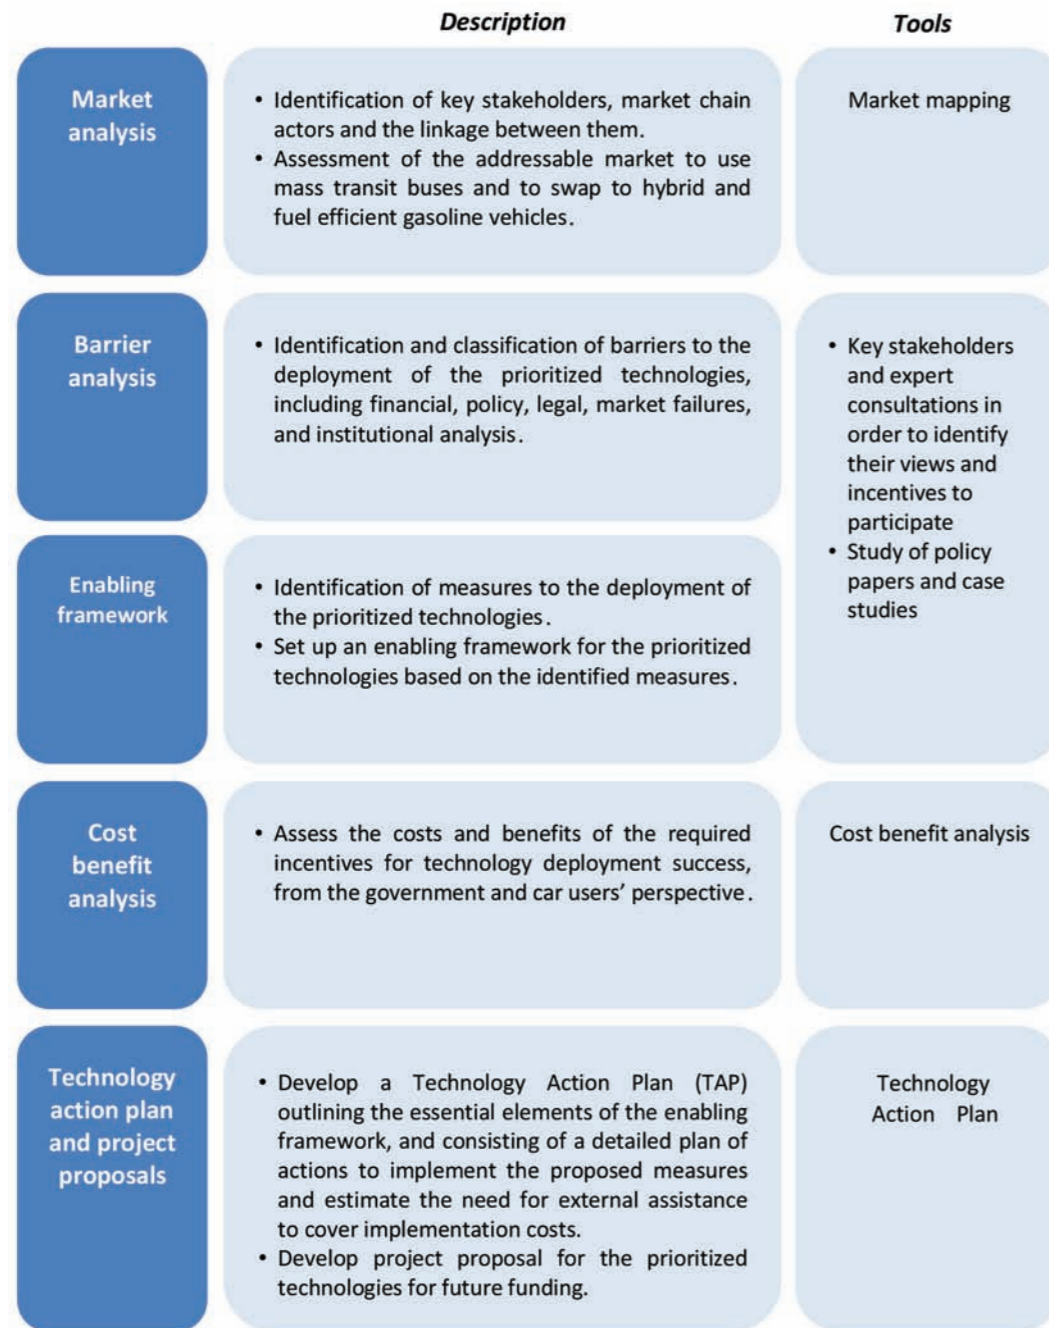 Description
Tools
Market
analysis
• Identification of key stakeholders, market chain
actors and the linkage between them.
• Assessment of the addressable market to use
mass transit buses and to swap to hybrid and
fuel efficient gasoline vehicles.
Market mapping
Barrier
analysis
• Identification and classification of barriers to the
deployment of the prioritized technologies,
including financial, policy, legal, market failures,
and institutional analysis.
• Key stakeholders
and expert
consultations in
order to identify
their views and
incentives to
participate
• Study of policy
papers and case
studies
Enabling
framework
• Identification of measures to the deployment of
the prioritized technologies.
• Set up an enabling framework for the prioritized
technologies based on the identified measures.
Cost
benefit
analysis
• Assess the costs and benefits of the required
incentives for technology deployment success,
from the government and car users’ perspective.
Cost benefit analysis
Technology
action plan
and project
proposals
• Develop a Technology Action Plan (TAP)
outlining the essential elements of the enabling
framework, and consisting of a detailed plan of
actions to implement the proposed measures
and estimate the need for external assistance
to cover implementation costs.
• Develop project proposal for the prioritized
technologies for future funding.
Technology
Action Plan